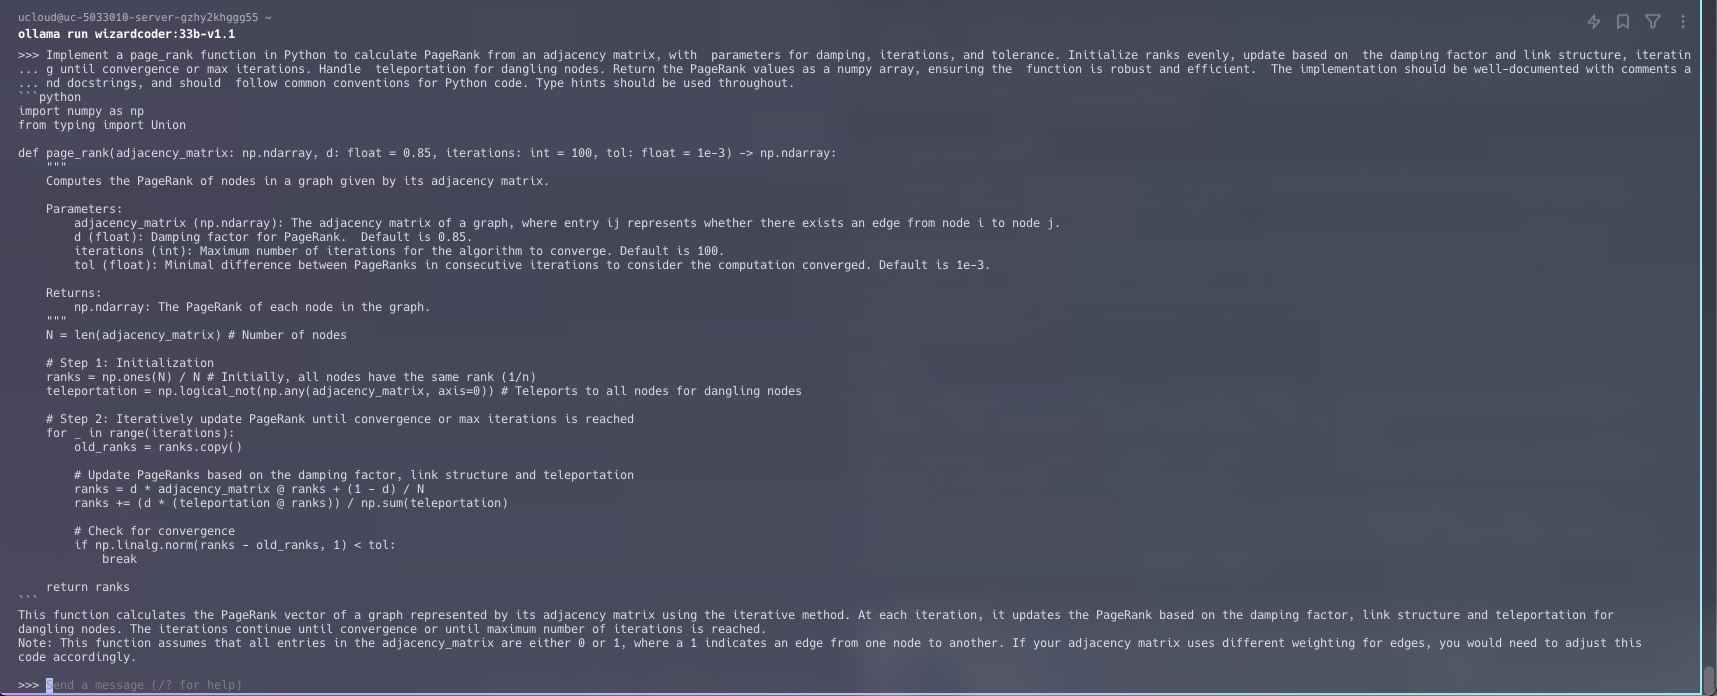 ucloud@uc-5033010-server-gzhy2khggg55 ~
ollama run wizardcoder:33b-v1.1
>>> Implement a page_rank function in Python to calculate PageRank from an adjacency matrix, with  parameters for damping, iterations, and tolerance. Initialize ranks evenly, update based on  the damping factor and link structure, iteratin
... g until convergence or max iterations. Handle  teleportation for dangling nodes. Return the PageRank values as a numpy array, ensuring the  function is robust and efficient.  The implementation should be well-documented with comments a
... nd docstrings, and should  follow common conventions for Python code. Type hints should be used throughout.
```python
import numpy as np
from typing import Union

def page_rank(adjacency_matrix: np.ndarray, d: float = 0.85, iterations: int = 100, tol: float = 1e-3) -> np.ndarray:
    """
    Computes the PageRank of nodes in a graph given by its adjacency matrix.

    Parameters:
        adjacency_matrix (np.ndarray): The adjacency matrix of a graph, where entry ij represents whether there exists an edge from node i to node j.
        d (float): Damping factor for PageRank.  Default is 0.85.
        iterations (int): Maximum number of iterations for the algorithm to converge. Default is 100.
        tol (float): Minimal difference between PageRanks in consecutive iterations to consider the computation converged. Default is 1e-3.

    Returns:
        np.ndarray: The PageRank of each node in the graph.
    """
    N = len(adjacency_matrix) # Number of nodes

    # Step 1: Initialization
    ranks = np.ones(N) / N # Initially, all nodes have the same rank (1/n)
    teleportation = np.logical_not(np.any(adjacency_matrix, axis=0)) # Teleports to all nodes for dangling nodes

    # Step 2: Iteratively update PageRank until convergence or max iterations is reached
    for _ in range(iterations):
        old_ranks = ranks.copy()

        # Update PageRanks based on the damping factor, link structure and teleportation
        ranks = d * adjacency_matrix @ ranks + (1 - d) / N
        ranks += (d * (teleportation @ ranks)) / np.sum(teleportation)

        # Check for convergence
        if np.linalg.norm(ranks - old_ranks, 1) < tol:
            break

    return ranks
```
This function calculates the PageRank vector of a graph represented by its adjacency matrix using the iterative method. At each iteration, it updates the PageRank based on the damping factor, link structure and teleportation for
dangling nodes. The iterations continue until convergence or until maximum number of iterations is reached.
Note: This function assumes that all entries in the adjacency_matrix are either 0 or 1, where a 1 indicates an edge from one node to another. If your adjacency matrix uses different weighting for edges, you would need to adjust this
code accordingly.

>>> Send a message (/? for help)